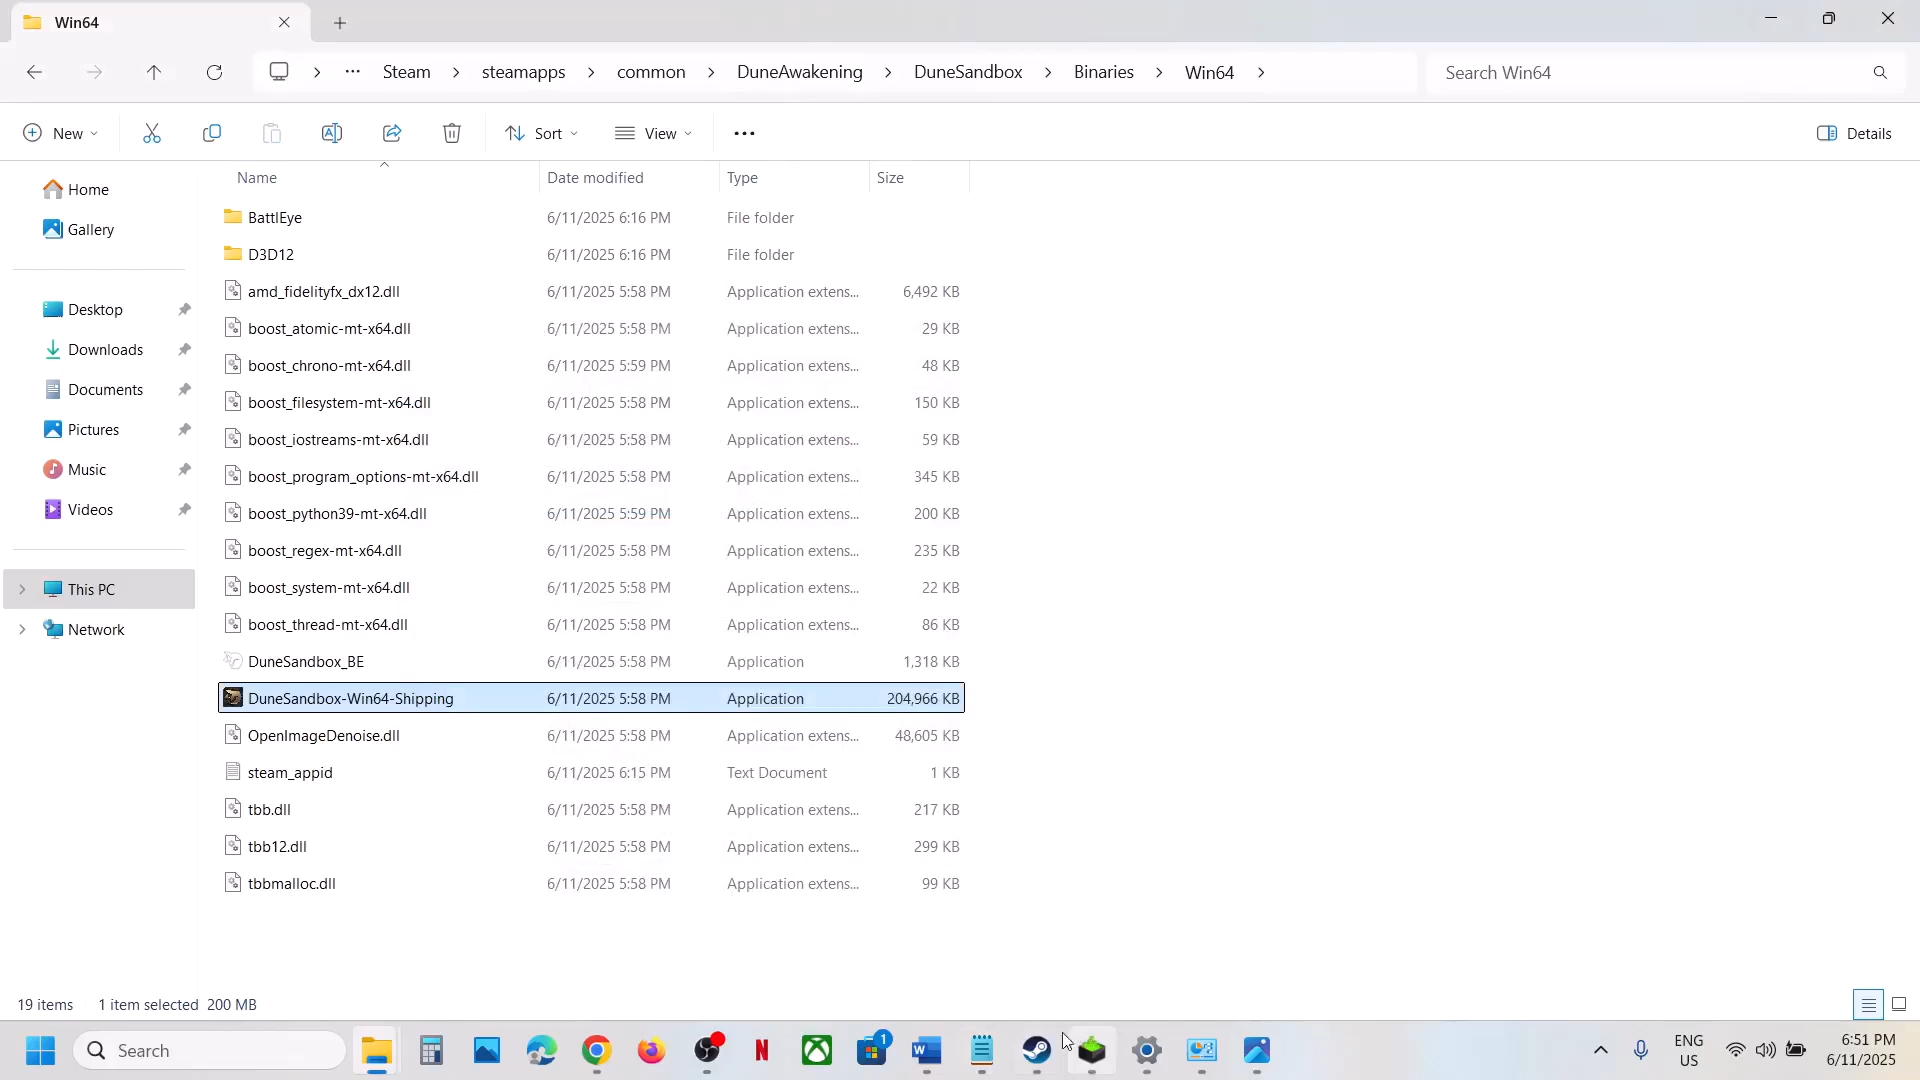 Win64
Steam > steamapps > common > DuneAwakening > DuneSandbox > Binaries > Win64 >
Search Win64
New
Sort
View
Details
Name
Date modified
Type
Size
Home
Gallery
Desktop
Downloads
Documents
Pictures
Music
Videos
This PC
Network
BattlEye 6/11/2025 6:16 PM File folder
D3D12 6/11/2025 6:16 PM File folder
amd_fidelityfx_dx12.dll 6/11/2025 5:58 PM Application extens... 6,492 KB
boost_atomic-mt-x64.dll 6/11/2025 5:58 PM Application extens... 29 KB
boost_chrono-mt-x64.dll 6/11/2025 5:59 PM Application extens... 48 KB
boost_filesystem-mt-x64.dll 6/11/2025 5:58 PM Application extens... 150 KB
boost_iostreams-mt-x64.dll 6/11/2025 5:58 PM Application extens... 59 KB
boost_program_options-mt-x64.dll 6/11/2025 5:58 PM Application extens... 345 KB
boost_python39-mt-x64.dll 6/11/2025 5:59 PM Application extens... 200 KB
boost_regex-mt-x64.dll 6/11/2025 5:58 PM Application extens... 235 KB
boost_system-mt-x64.dll 6/11/2025 5:58 PM Application extens... 22 KB
boost_thread-mt-x64.dll 6/11/2025 5:58 PM Application extens... 86 KB
DuneSandbox_BE 6/11/2025 5:58 PM Application 1,318 KB
DuneSandbox-Win64-Shipping 6/11/2025 5:58 PM Application 204,966 KB
OpenImageDenoise.dll 6/11/2025 5:58 PM Application extens... 48,605 KB
steam_appid 6/11/2025 6:15 PM Text Document 1 KB
tbb.dll 6/11/2025 5:58 PM Application extens... 217 KB
tbb12.dll 6/11/2025 5:58 PM Application extens... 299 KB
tbbmalloc.dll 6/11/2025 5:58 PM Application extens... 99 KB
19 items 1 item selected 200 MB
Search
1
ENG
US
6:51 PM
6/11/2025